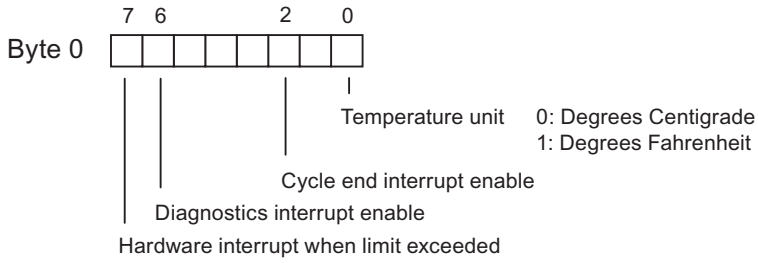 7 6 2 0
Byte 0
Temperature unit 0: Degrees Centigrade
1: Degrees Fahrenheit
Cycle end interrupt enable
Diagnostics interrupt enable
Hardware interrupt when limit exceeded